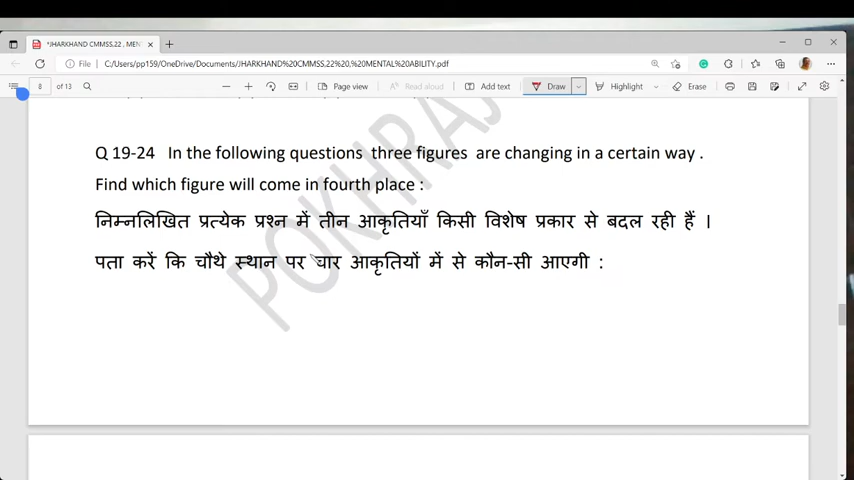 *JHARKHAND CMMSS,22 , MEN
File C:/Users/pp159/OneDrive/Documents/JHARKHAND%20CMMSS,22%20.%20MENTAL%20ABILITY.pdf
8 of 13 Page view Read aloud Add text Draw Highlight Erase
Q 19-24 In the following questions three figures are changing in a certain way .
Find which figure will come in fourth place :
निम्नलिखित प्रत्येक प्रश्न में तीन आकृतियाँ किसी विशेष प्रकार से बदल रही हैं ।
पता करें कि चौथे स्थान पर चार आकृतियों में से कौन-सी आएगी :
POKHRAJ